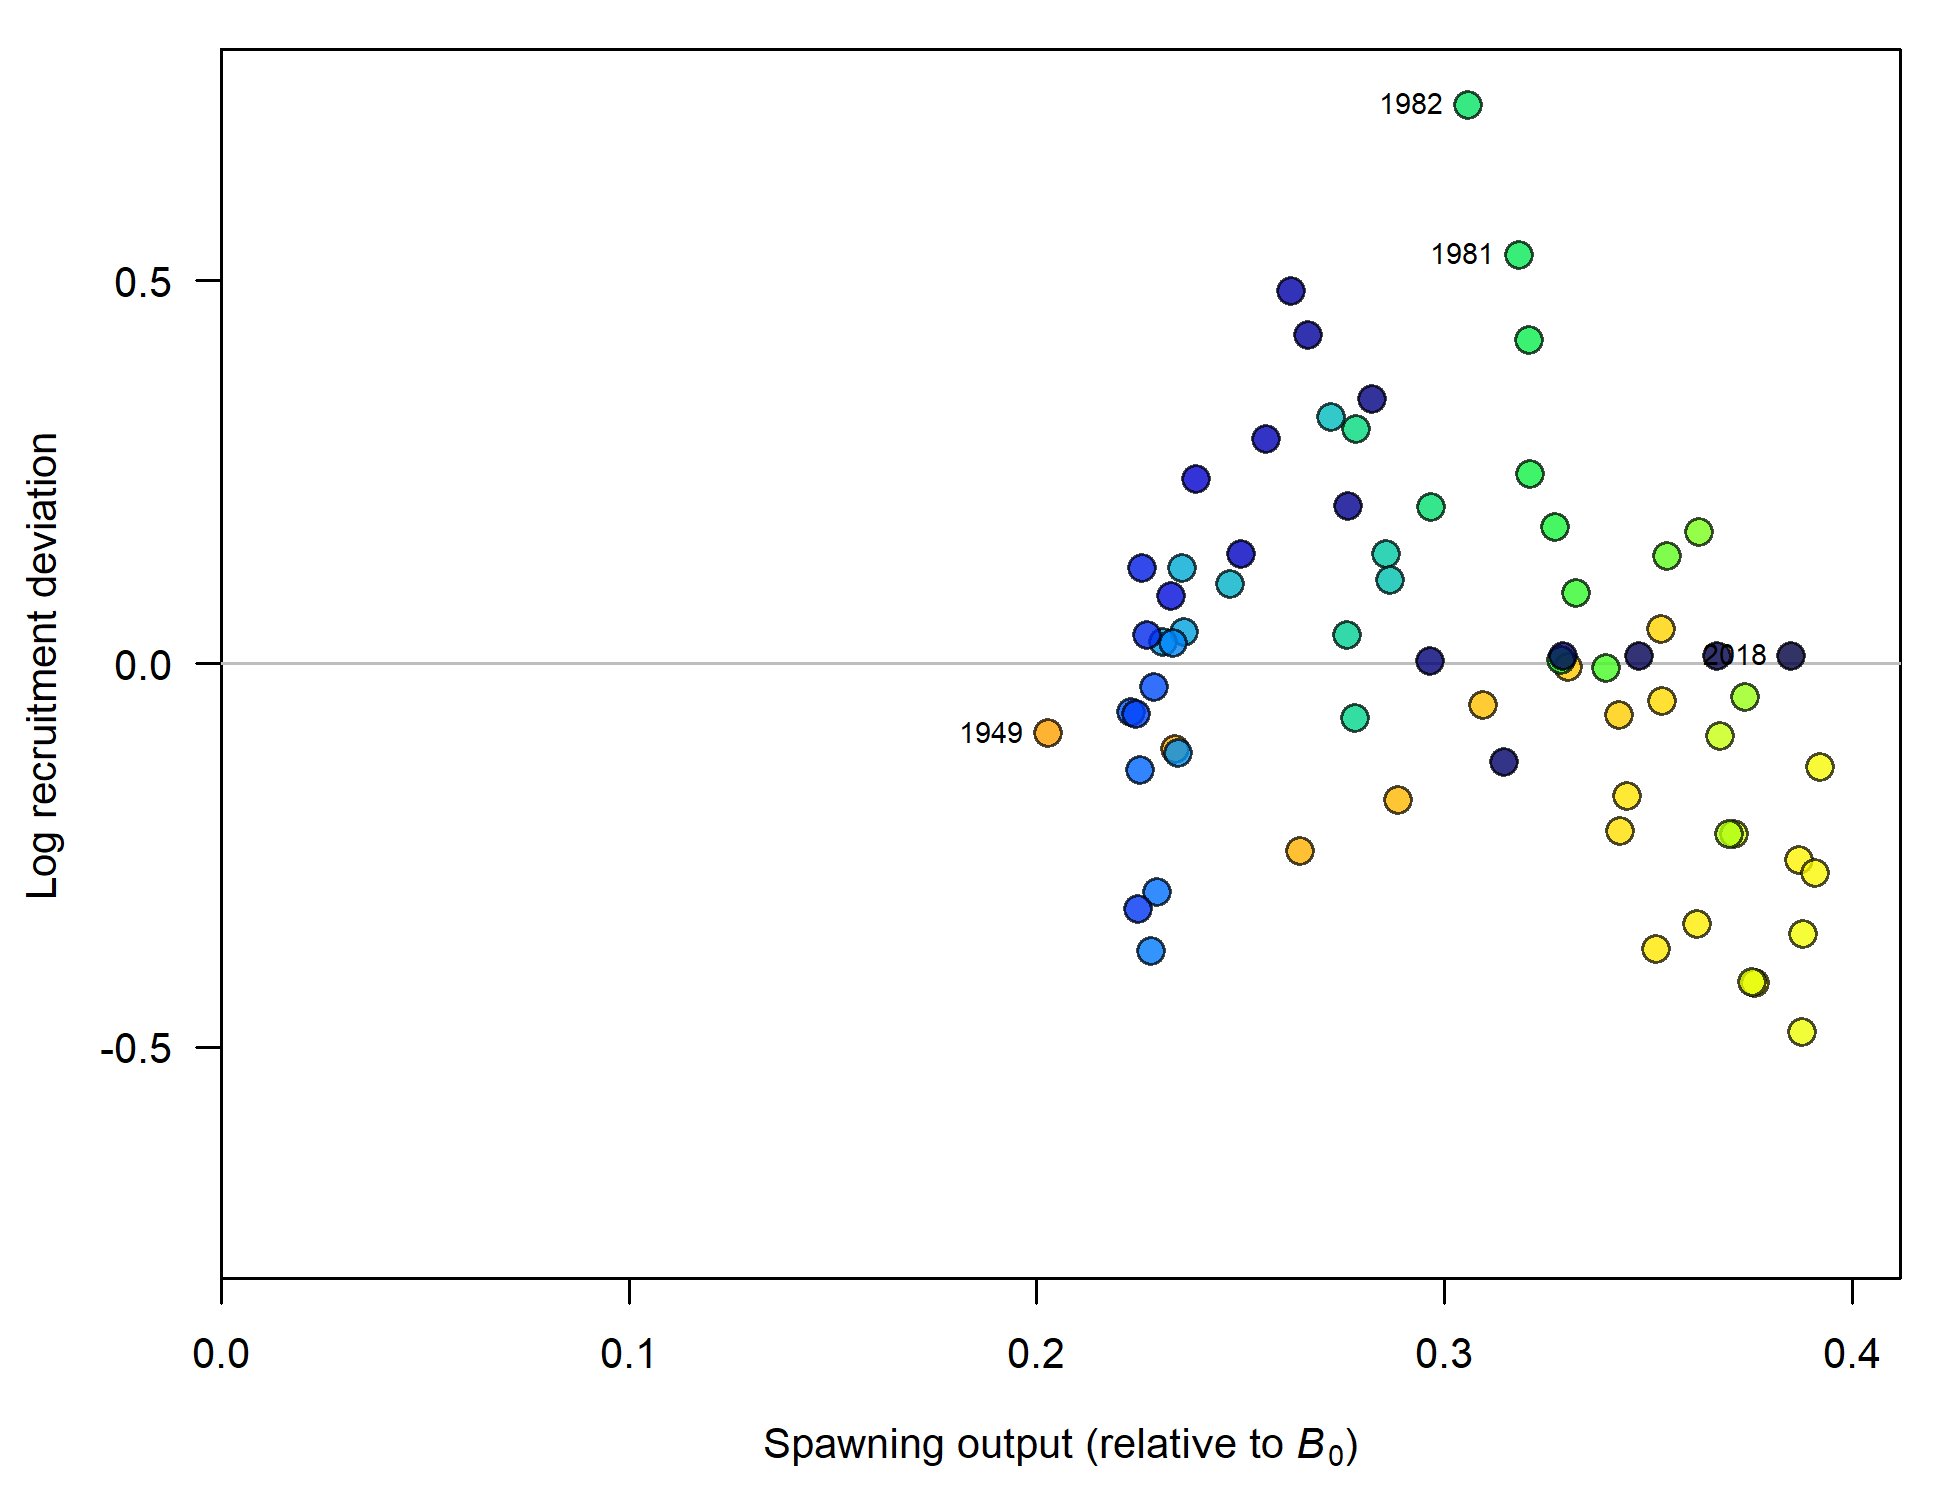 1982
1981
0.5
2018
0.0
1949
-0.5
Log recruitment deviation
0.0 0.1 0.2 0.3 0.4
Spawning output (relative to B0)